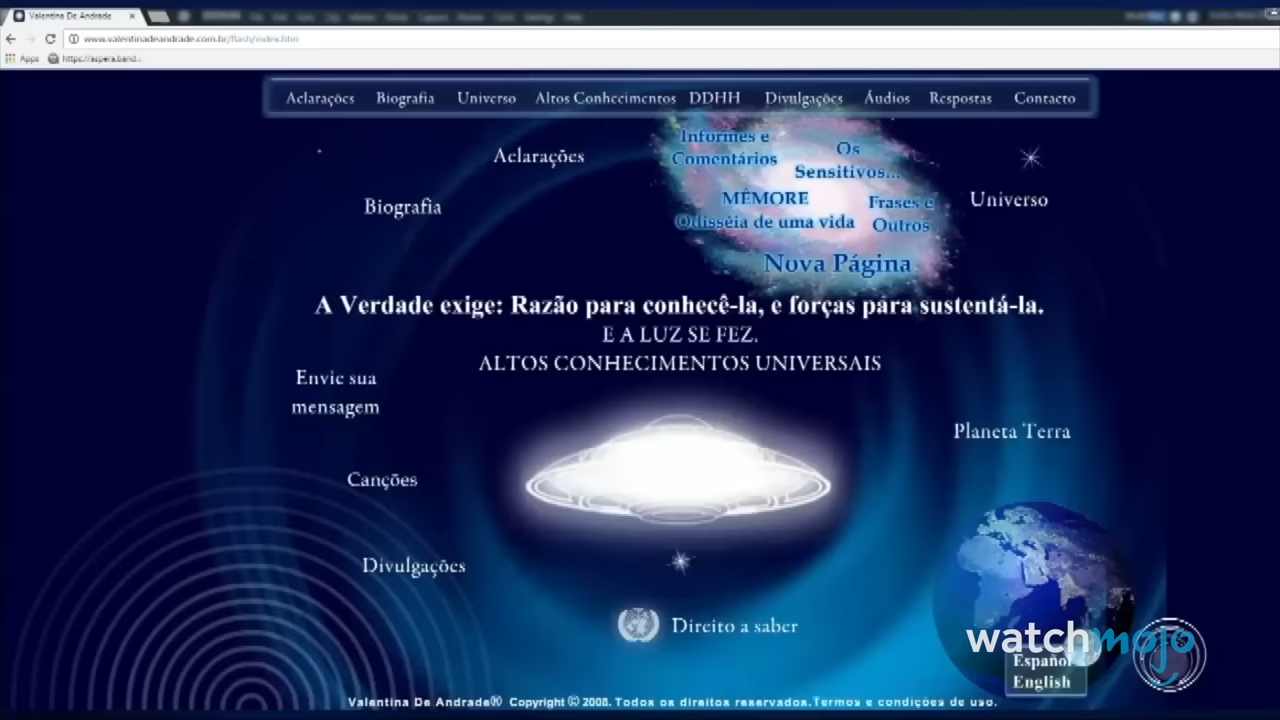 Valentina De Andrade
www.valentinadeandrade.com.br/flash/index.htm
Apps https://aspera.band...
Aclarações Biografia Universo Altos Conhecimentos DDHH Divulgações Áudios Respostas Contacto
Informes e
Comentários
Os
Sensitivos...
MÊMORE
Odisséia de uma vida
Frases e
Outros
Nova Página
Aclarações
Biografia
Universo
A Verdade exige: Razão para conhecê-la, e forças para sustentá-la.
E A LUZ SE FEZ.
ALTOS CONHECIMENTOS UNIVERSAIS
Envie sua
mensagem
Planeta Terra
Canções
Divulgações
Direito a saber
watchmojo
Español
English
Valentina De Andrade® Copyright © 2008. Todos os direitos reservados. Termos e condições de uso.